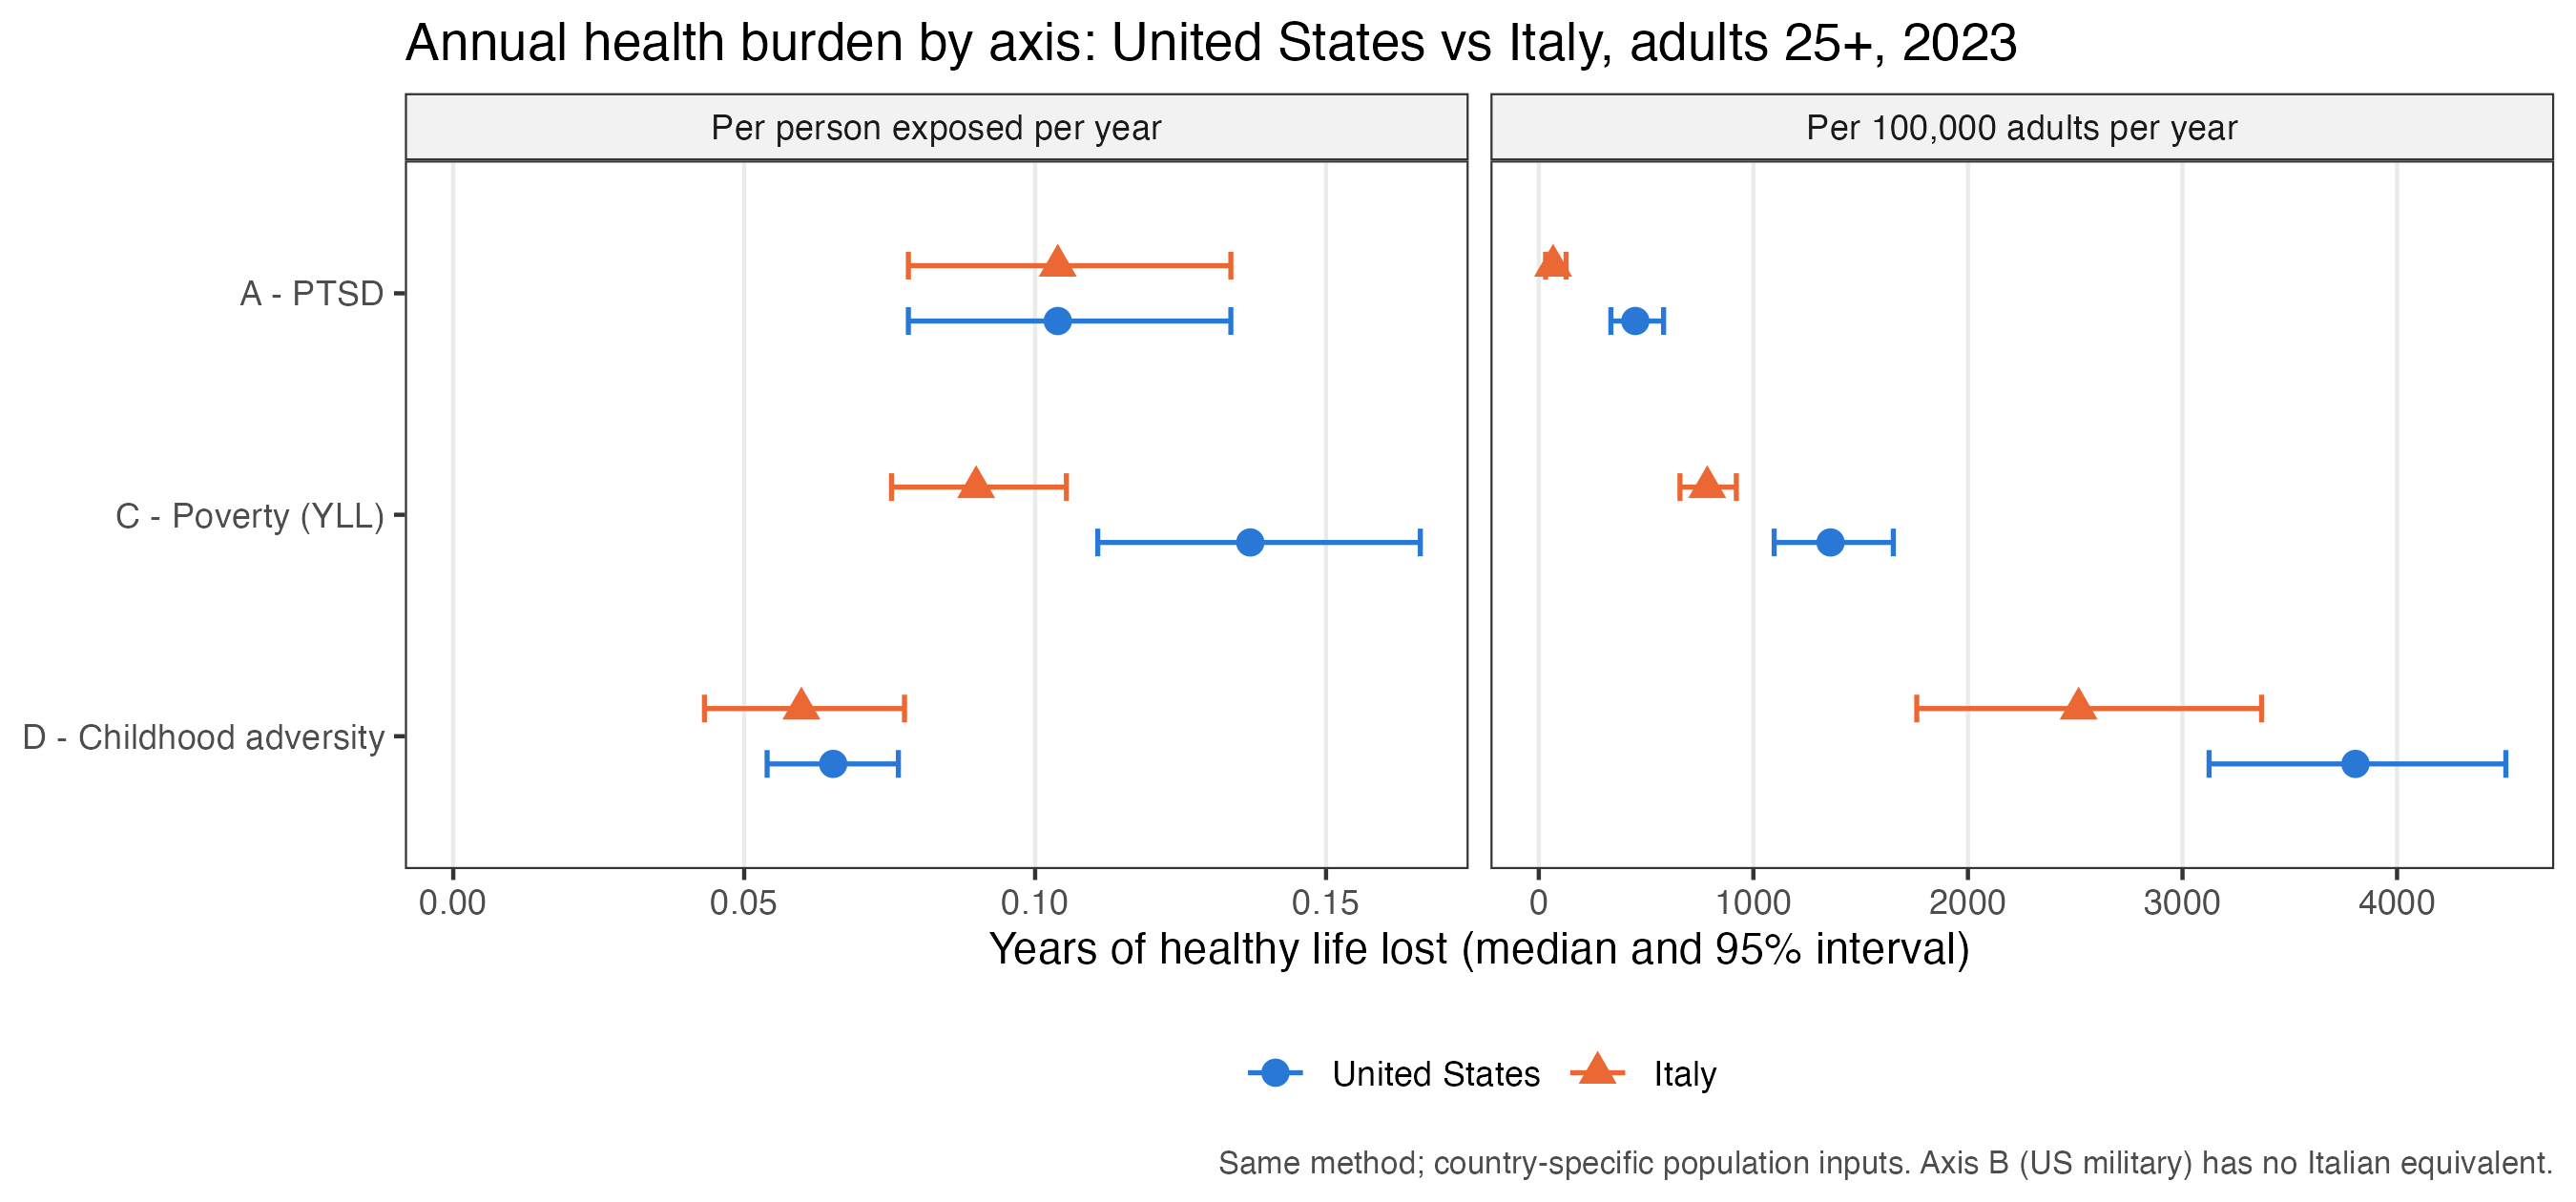 Annual health burden by axis: United States vs Italy, adults 25+, 2023
Per person exposed per year
Per 100,000 adults per year
A - PTSD
C - Poverty (YLL)
D - Childhood adversity
0.00
0.05
0.10
0.15
0
1000
2000
3000
4000
Years of healthy life lost (median and 95% interval)
United States
Italy
Same method; country-specific population inputs. Axis B (US military) has no Italian equivalent.